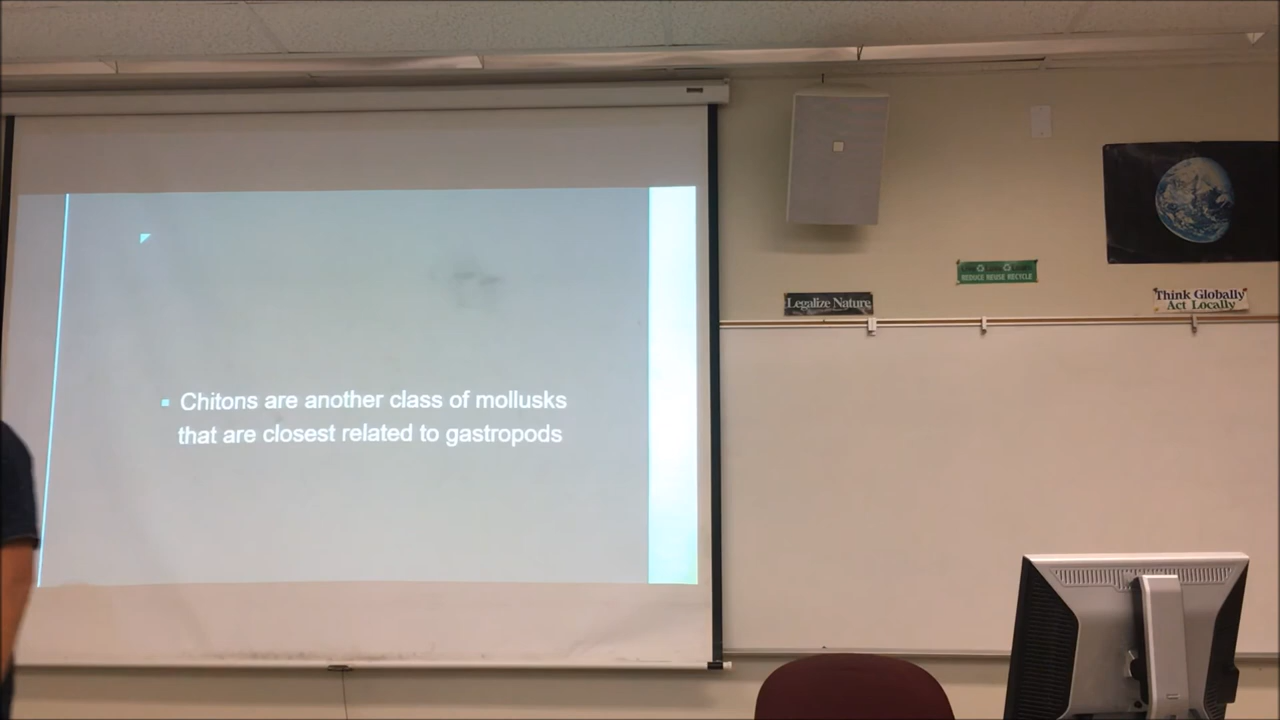 Chitons are another class of mollusks
that are closest related to gastropods
Legalize Nature
REDUCE REUSE RECYCLE
Think Globally
Act Locally